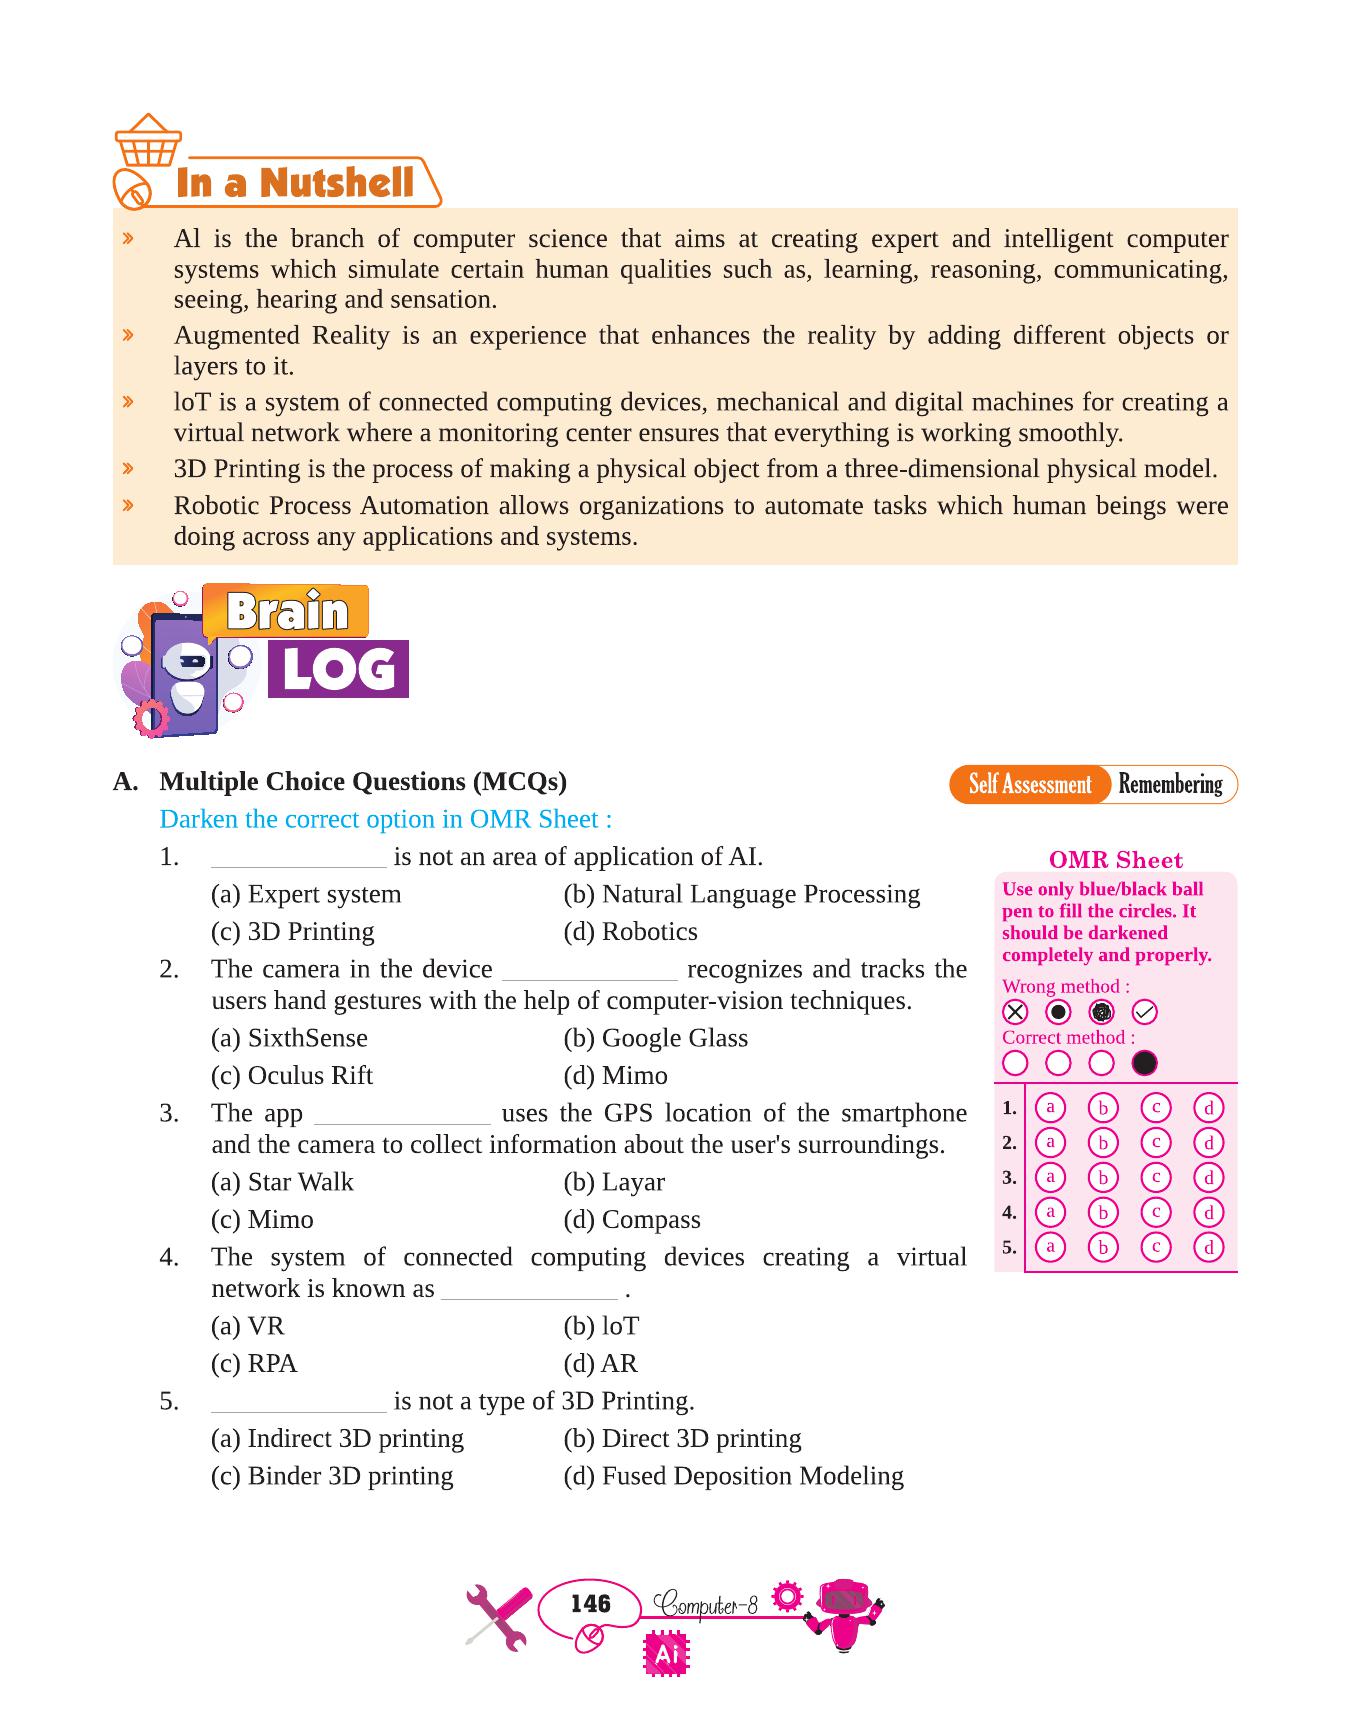 In a Nutshell
» Al is the branch of computer science that aims at creating expert and intelligent computer
systems which simulate certain human qualities such as, learning, reasoning, communicating,
seeing, hearing and sensation.
» Augmented Reality is an experience that enhances the reality by adding different objects or
layers to it.
» loT is a system of connected computing devices, mechanical and digital machines for creating a
virtual network where a monitoring center ensures that everything is working smoothly.
» 3D Printing is the process of making a physical object from a three-dimensional physical model.
» Robotic Process Automation allows organizations to automate tasks which human beings were
doing across any applications and systems.
Brain
LOG
A. Multiple Choice Questions (MCQs)
Self Assessment Remembering
Darken the correct option in OMR Sheet :
1. _____________ is not an area of application of AI.
(a) Expert system (b) Natural Language Processing
(c) 3D Printing (d) Robotics
2. The camera in the device _____________ recognizes and tracks the
users hand gestures with the help of computer-vision techniques.
(a) SixthSense (b) Google Glass
(c) Oculus Rift (d) Mimo
3. The app _____________ uses the GPS location of the smartphone
and the camera to collect information about the user's surroundings.
(a) Star Walk (b) Layar
(c) Mimo (d) Compass
4. The system of connected computing devices creating a virtual
network is known as _____________ .
(a) VR (b) loT
(c) RPA (d) AR
5. _____________ is not a type of 3D Printing.
(a) Indirect 3D printing (b) Direct 3D printing
(c) Binder 3D printing (d) Fused Deposition Modeling
OMR Sheet
Use only blue/black ball
pen to fill the circles. It
should be darkened
completely and properly.
Wrong method :
Correct method :
1. a b c d
2. a b c d
3. a b c d
4. a b c d
5. a b c d
146 Computer-8
Ai